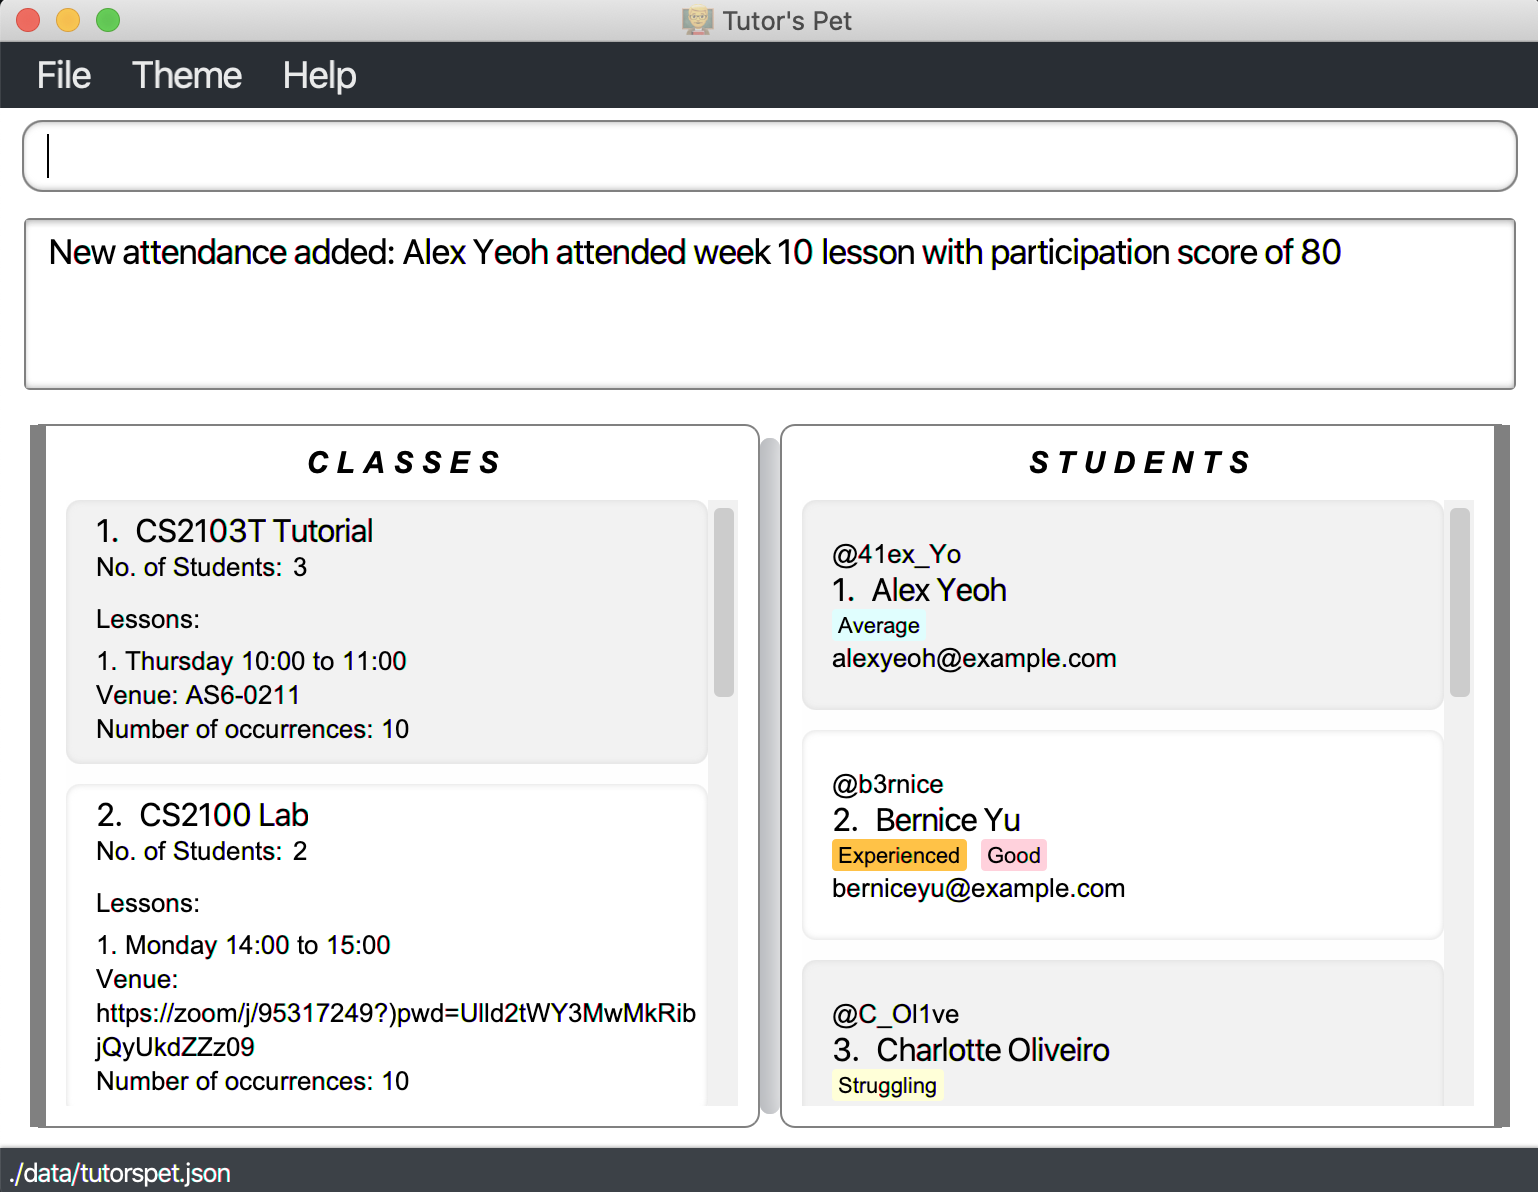 Tutor's Pet
File Theme Help
New attendance added: Alex Yeoh attended week 10 lesson with participation score of 80
CLASSES
1. CS2103T Tutorial
No. of Students: 3
Lessons:
1. Thursday 10:00 to 11:00
Venue: AS6-0211
Number of occurrences: 10
2. CS2100 Lab
No. of Students: 2
Lessons:
1. Monday 14:00 to 15:00
Venue:
https://zoom/j/95317249?)pwd=Ulld2tWY3MwMkRib
jQyUkdZZz09
Number of occurrences: 10
STUDENTS
@41ex_Yo
1. Alex Yeoh
Average
alexyeoh@example.com
@b3rnice
2. Bernice Yu
Experienced Good
berniceyu@example.com
@C_Ol1ve
3. Charlotte Oliveiro
Struggling
./data/tutorspet.json